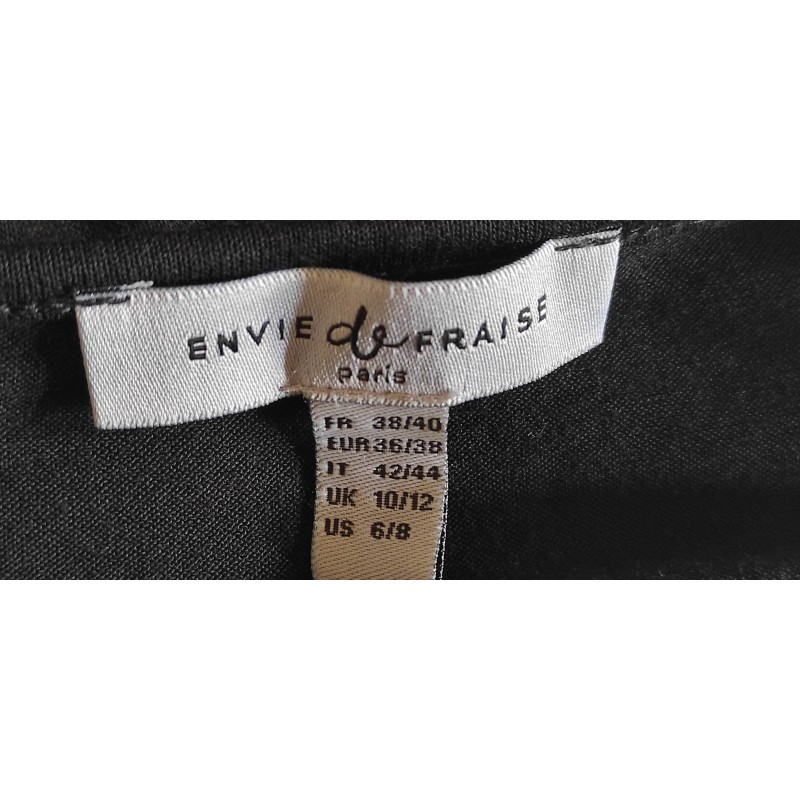 ENVIE de FRAISE
paris
FR 38/40
EUR 36/38
IT 42/44
UK 10/12
US 6/8